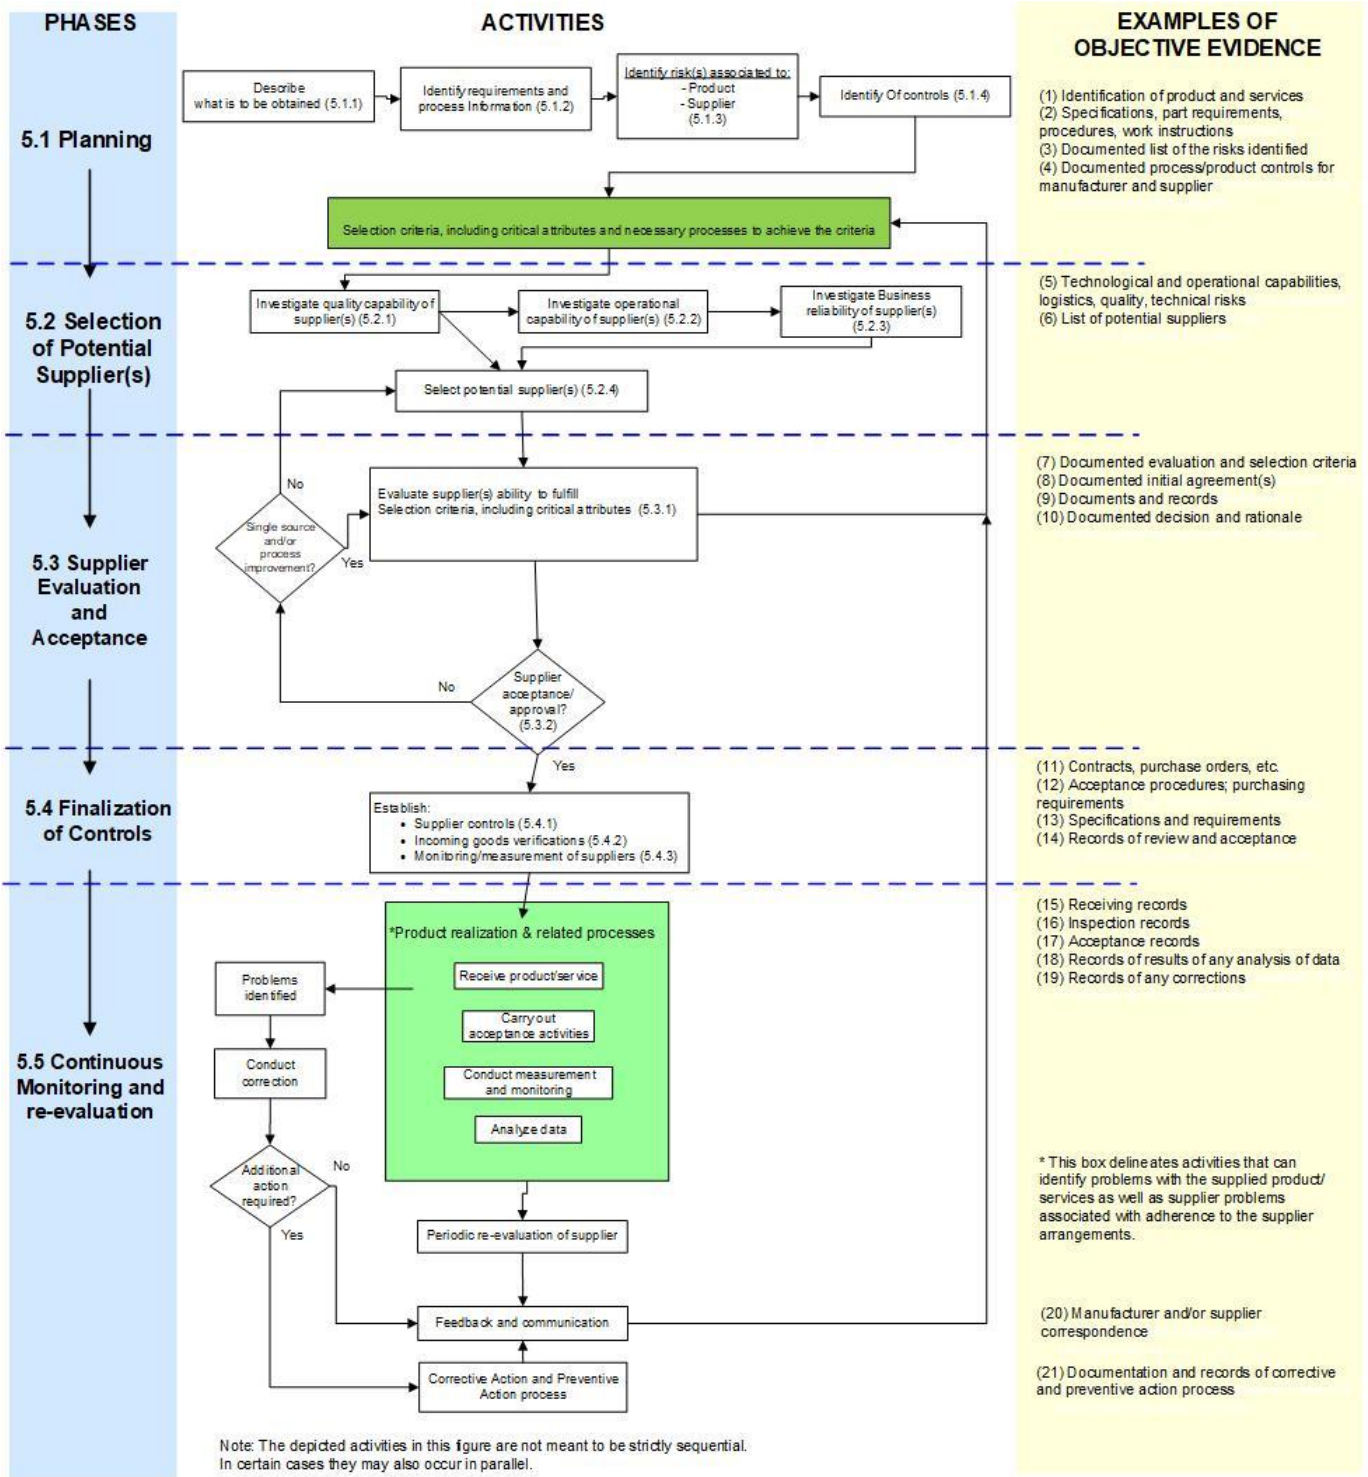 PHASES
ACTIVITIES
EXAMPLES OF
OBJECTIVE EVIDENCE
5.1 Planning
Describe
what is to be obtained (5.1.1)
Identify requirements and
process Information (5.1.2)
Identify risk(s) associated to:
- Product
- Supplier
(5.1.3)
Identify Of controls (5.1.4)
Selection criteria, including critical attributes and necessary processes to achieve the criteria
(1) Identification of product and services
(2) Specifications, part requirements,
procedures, work instructions
(3) Documented list of the risks identified
(4) Documented process/product controls for
manufacturer and supplier
5.2 Selection
of Potential
Supplier(s)
Investigate quality capability of
supplier(s) (5.2.1)
Investigate operational
capability of supplier(s) (5.2.2)
Investigate Business
reliability of supplier(s)
(5.2.3)
Select potential supplier(s) (5.2.4)
(5) Technological and operational capabilities,
logistics, quality, technical risks
(6) List of potential suppliers
5.3 Supplier
Evaluation
and
Acceptance
No
Single source
and/or
process
improvement?
Yes
Evaluate supplier(s) ability to fulfill
Selection criteria, including critical attributes (5.3.1)
No
Supplier
acceptance/
approval?
(5.3.2)
Yes
(7) Documented evaluation and selection criteria
(8) Documented initial agreement(s)
(9) Documents and records
(10) Documented decision and rationale
5.4 Finalization
of Controls
Establish:
• Supplier controls (5.4.1)
• Incoming goods verifications (5.4.2)
• Monitoring/measurement of suppliers (5.4.3)
(11) Contracts, purchase orders, etc.
(12) Acceptance procedures; purchasing
requirements
(13) Specifications and requirements
(14) Records of review and acceptance
5.5 Continuous
Monitoring and
re-evaluation
*Product realization & related processes
Receive product/service
Carry out
acceptance activities
Conduct measurement
and monitoring
Analyze data
Problems
identified
Conduct
correction
Additional
action
required?
No
Yes
Periodic re-evaluation of supplier
Feedback and communication
Corrective Action and Preventive
Action process
(15) Receiving records
(16) Inspection records
(17) Acceptance records
(18) Records of results of any analysis of data
(19) Records of any corrections
* This box delineates activities that can
identify problems with the supplied product/
services as well as supplier problems
associated with adherence to the supplier
arrangements.
(20) Manufacturer and/or supplier
correspondence
(21) Documentation and records of corrective
and preventive action process
Note: The depicted activities in this figure are not meant to be strictly sequential.
In certain cases they may also occur in parallel.